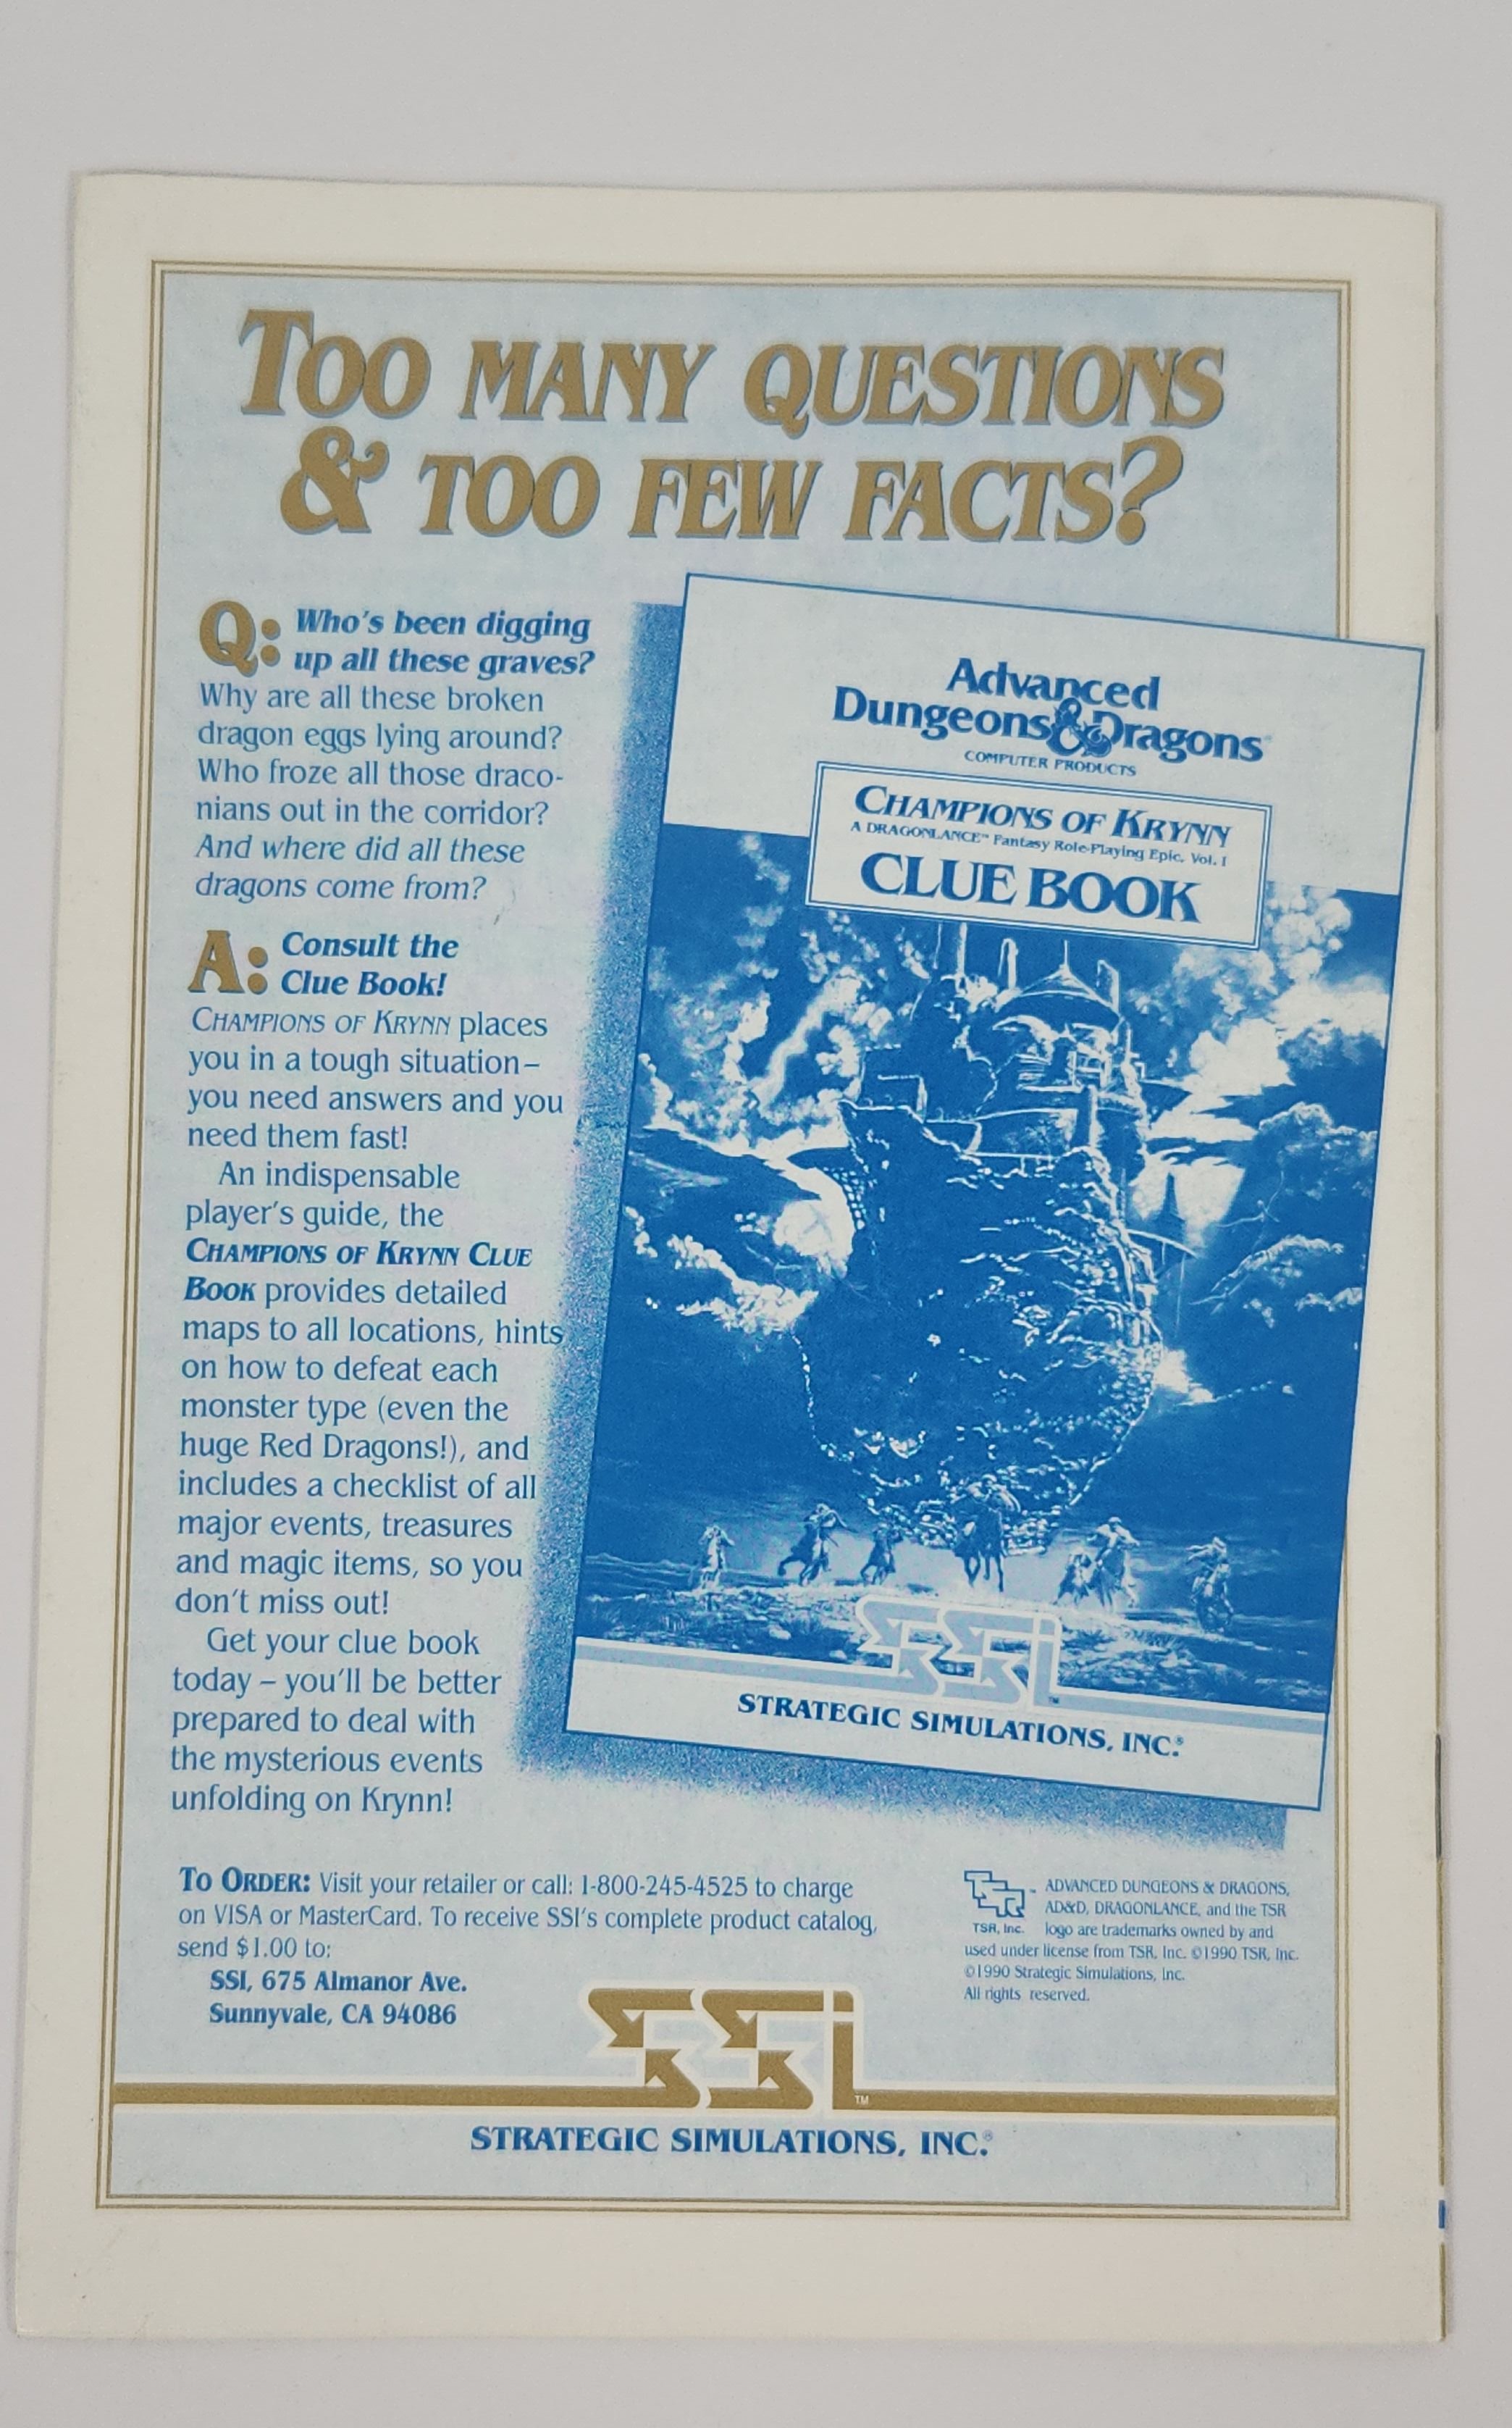 TOO MANY QUESTIONS
& TOO FEW FACTS?
Q: Who's been digging
up all these graves?
Why are all these broken
dragon eggs lying around?
Who froze all those draco-
nians out in the corridor?
And where did all these
dragons come from?
A: Consult the
Clue Book!
CHAMPIONS OF KRYNN places
you in a tough situation–
you need answers and you
need them fast!
An indispensable
player's guide, the
CHAMPIONS OF KRYNN CLUE
BOOK provides detailed
maps to all locations, hints
on how to defeat each
monster type (even the
huge Red Dragons!), and
includes a checklist of all
major events, treasures
and magic items, so you
don't miss out!
Get your clue book
today – you'll be better
prepared to deal with
the mysterious events
unfolding on Krynn!
Advanced
Dungeons & Dragons
COMPUTER PRODUCTS
CHAMPIONS OF KRYNN
A DRAGONLANCE™ Fantasy Role-Playing Epic, Vol. I
CLUE BOOK
SSI™
STRATEGIC SIMULATIONS, INC.®
TO ORDER: Visit your retailer or call: 1-800-245-4525 to charge
on VISA or MasterCard. To receive SSI's complete product catalog,
send $1.00 to:
SSI, 675 Almanor Ave.
Sunnyvale, CA 94086
TSR™
TSR, Inc.
ADVANCED DUNGEONS & DRAGONS,
AD&D, DRAGONLANCE, and the TSR
logo are trademarks owned by and
used under license from TSR, Inc. ©1990 TSR, Inc.
©1990 Strategic Simulations, Inc.
All rights reserved.
SSI™
STRATEGIC SIMULATIONS, INC.®